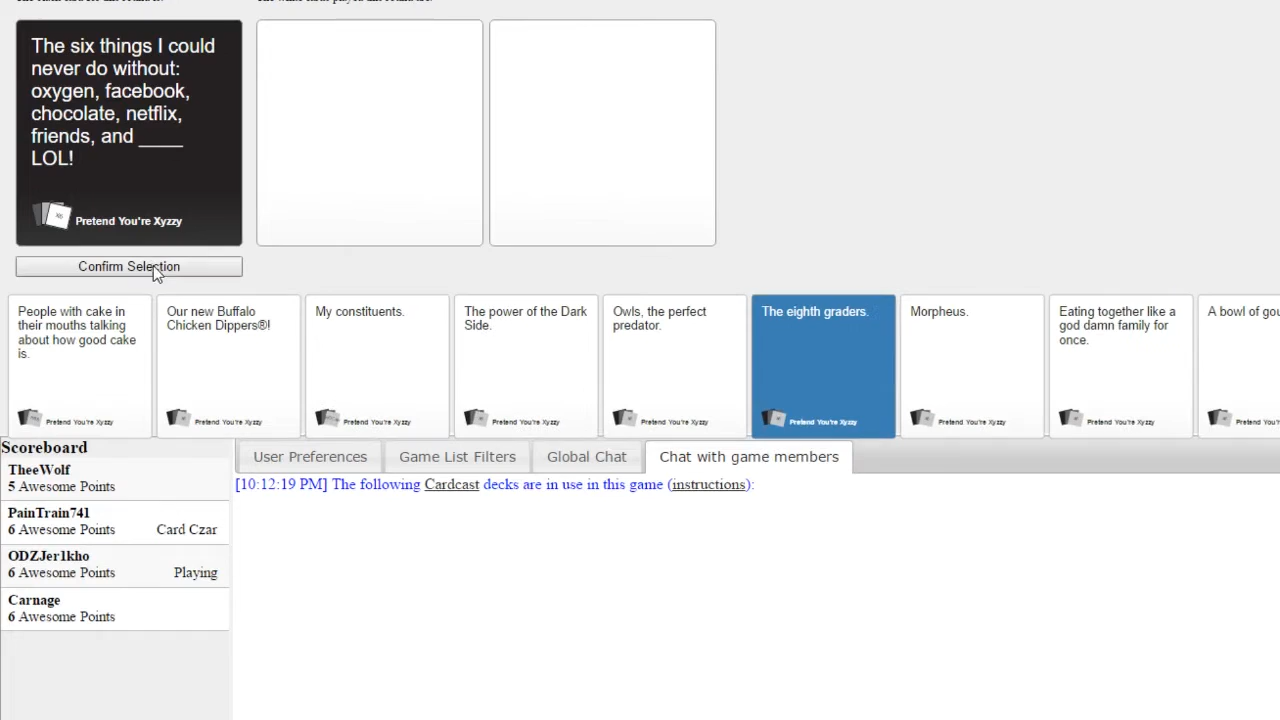 The six things I could
never do without:
oxygen, facebook,
chocolate, netflix,
friends, and ____
LOL!
Pretend You're Xyzzy
Confirm Selection
People with cake in
their mouths talking
about how good cake
is.
Pretend You're Xyzzy
Our new Buffalo
Chicken Dippers®!
Pretend You're Xyzzy
My constituents.
Pretend You're Xyzzy
The power of the Dark
Side.
Pretend You're Xyzzy
Owls, the perfect
predator.
Pretend You're Xyzzy
The eighth graders.
Pretend You're Xyzzy
Morpheus.
Pretend You're Xyzzy
Eating together like a
god damn family for
once.
Pretend You're Xyzzy
A bowl of gou
Pretend You're
Scoreboard
TheeWolf
5 Awesome Points
PainTrain741
6 Awesome Points Card Czar
ODZJer1kho
6 Awesome Points Playing
Carnage
6 Awesome Points
User Preferences
Game List Filters
Global Chat
Chat with game members
[10:12:19 PM] The following Cardcast decks are in use in this game (instructions):